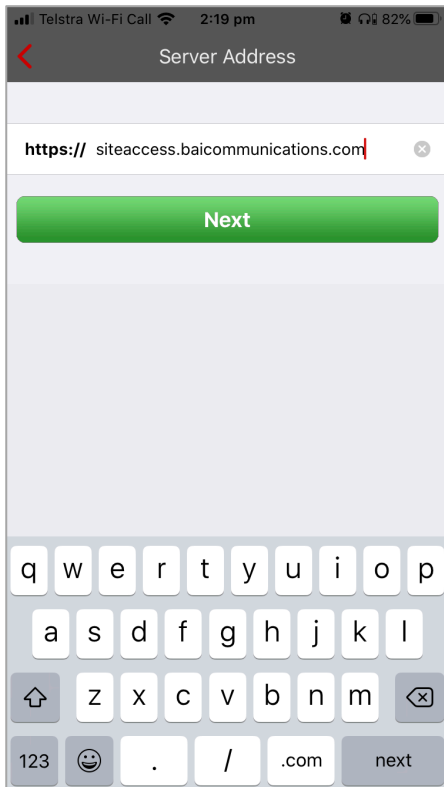 Telstra Wi-Fi Call 2:19 pm 82%
Server Address
https:// siteaccess.baicommunications.com
Next
q w e r t y u i o p
a s d f g h j k l
z x c v b n m
123 . / .com next